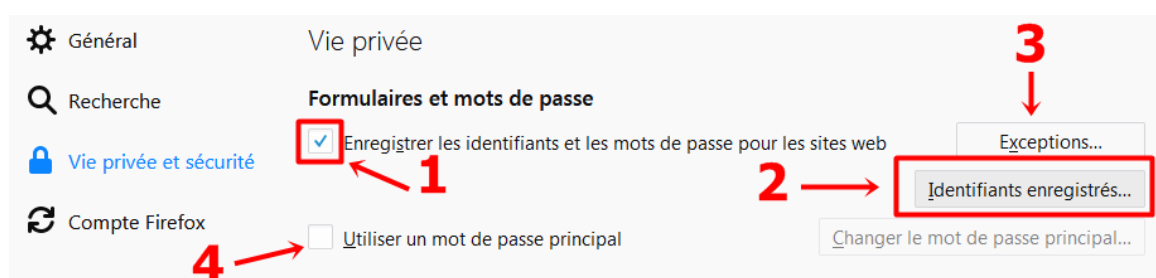 Général
Vie privée
3
Recherche
Formulaires et mots de passe
Enregistrer les identifiants et les mots de passe pour les sites web
Exceptions...
Vie privée et sécurité
1
2
Identifiants enregistrés...
Compte Firefox
Utiliser un mot de passe principal
Changer le mot de passe principal...
4